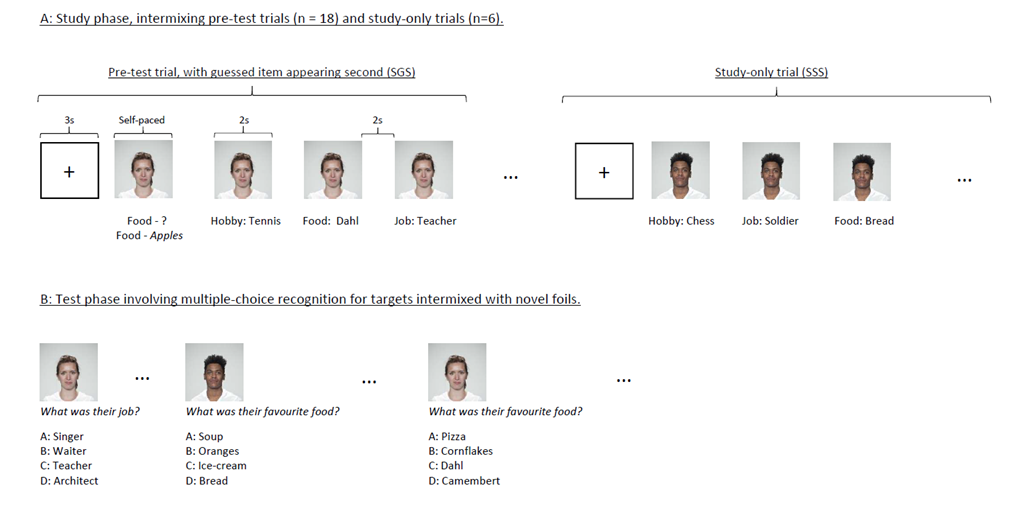 A: Study phase, intermixing pre-test trials (n = 18) and study-only trials (n=6).
Pre-test trial, with guessed item appearing second (SGS)
Study-only trial (SSS)
3s
Self-paced
2s
2s
+
...
+
...
Food - ?
Food - Apples
Hobby: Tennis
Food: Dahl
Job: Teacher
Hobby: Chess
Job: Soldier
Food: Bread
B: Test phase involving multiple-choice recognition for targets intermixed with novel foils.
...
...
...
What was their job?
A: Singer
B: Waiter
C: Teacher
D: Architect
What was their favourite food?
A: Soup
B: Oranges
C: Ice-cream
D: Bread
What was their favourite food?
A: Pizza
B: Cornflakes
C: Dahl
D: Camembert